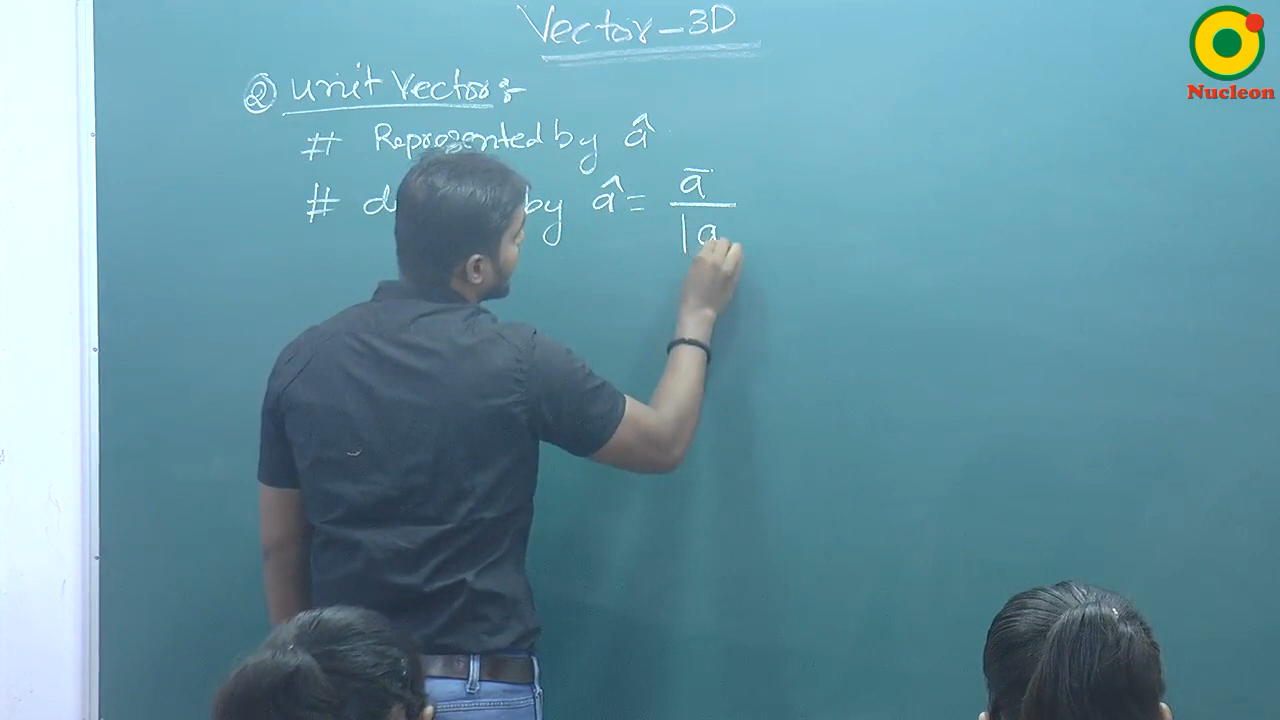 Vector-3D
Nucleon
② Unit Vector:-
# Represented by â
# by â = a̅ / |a